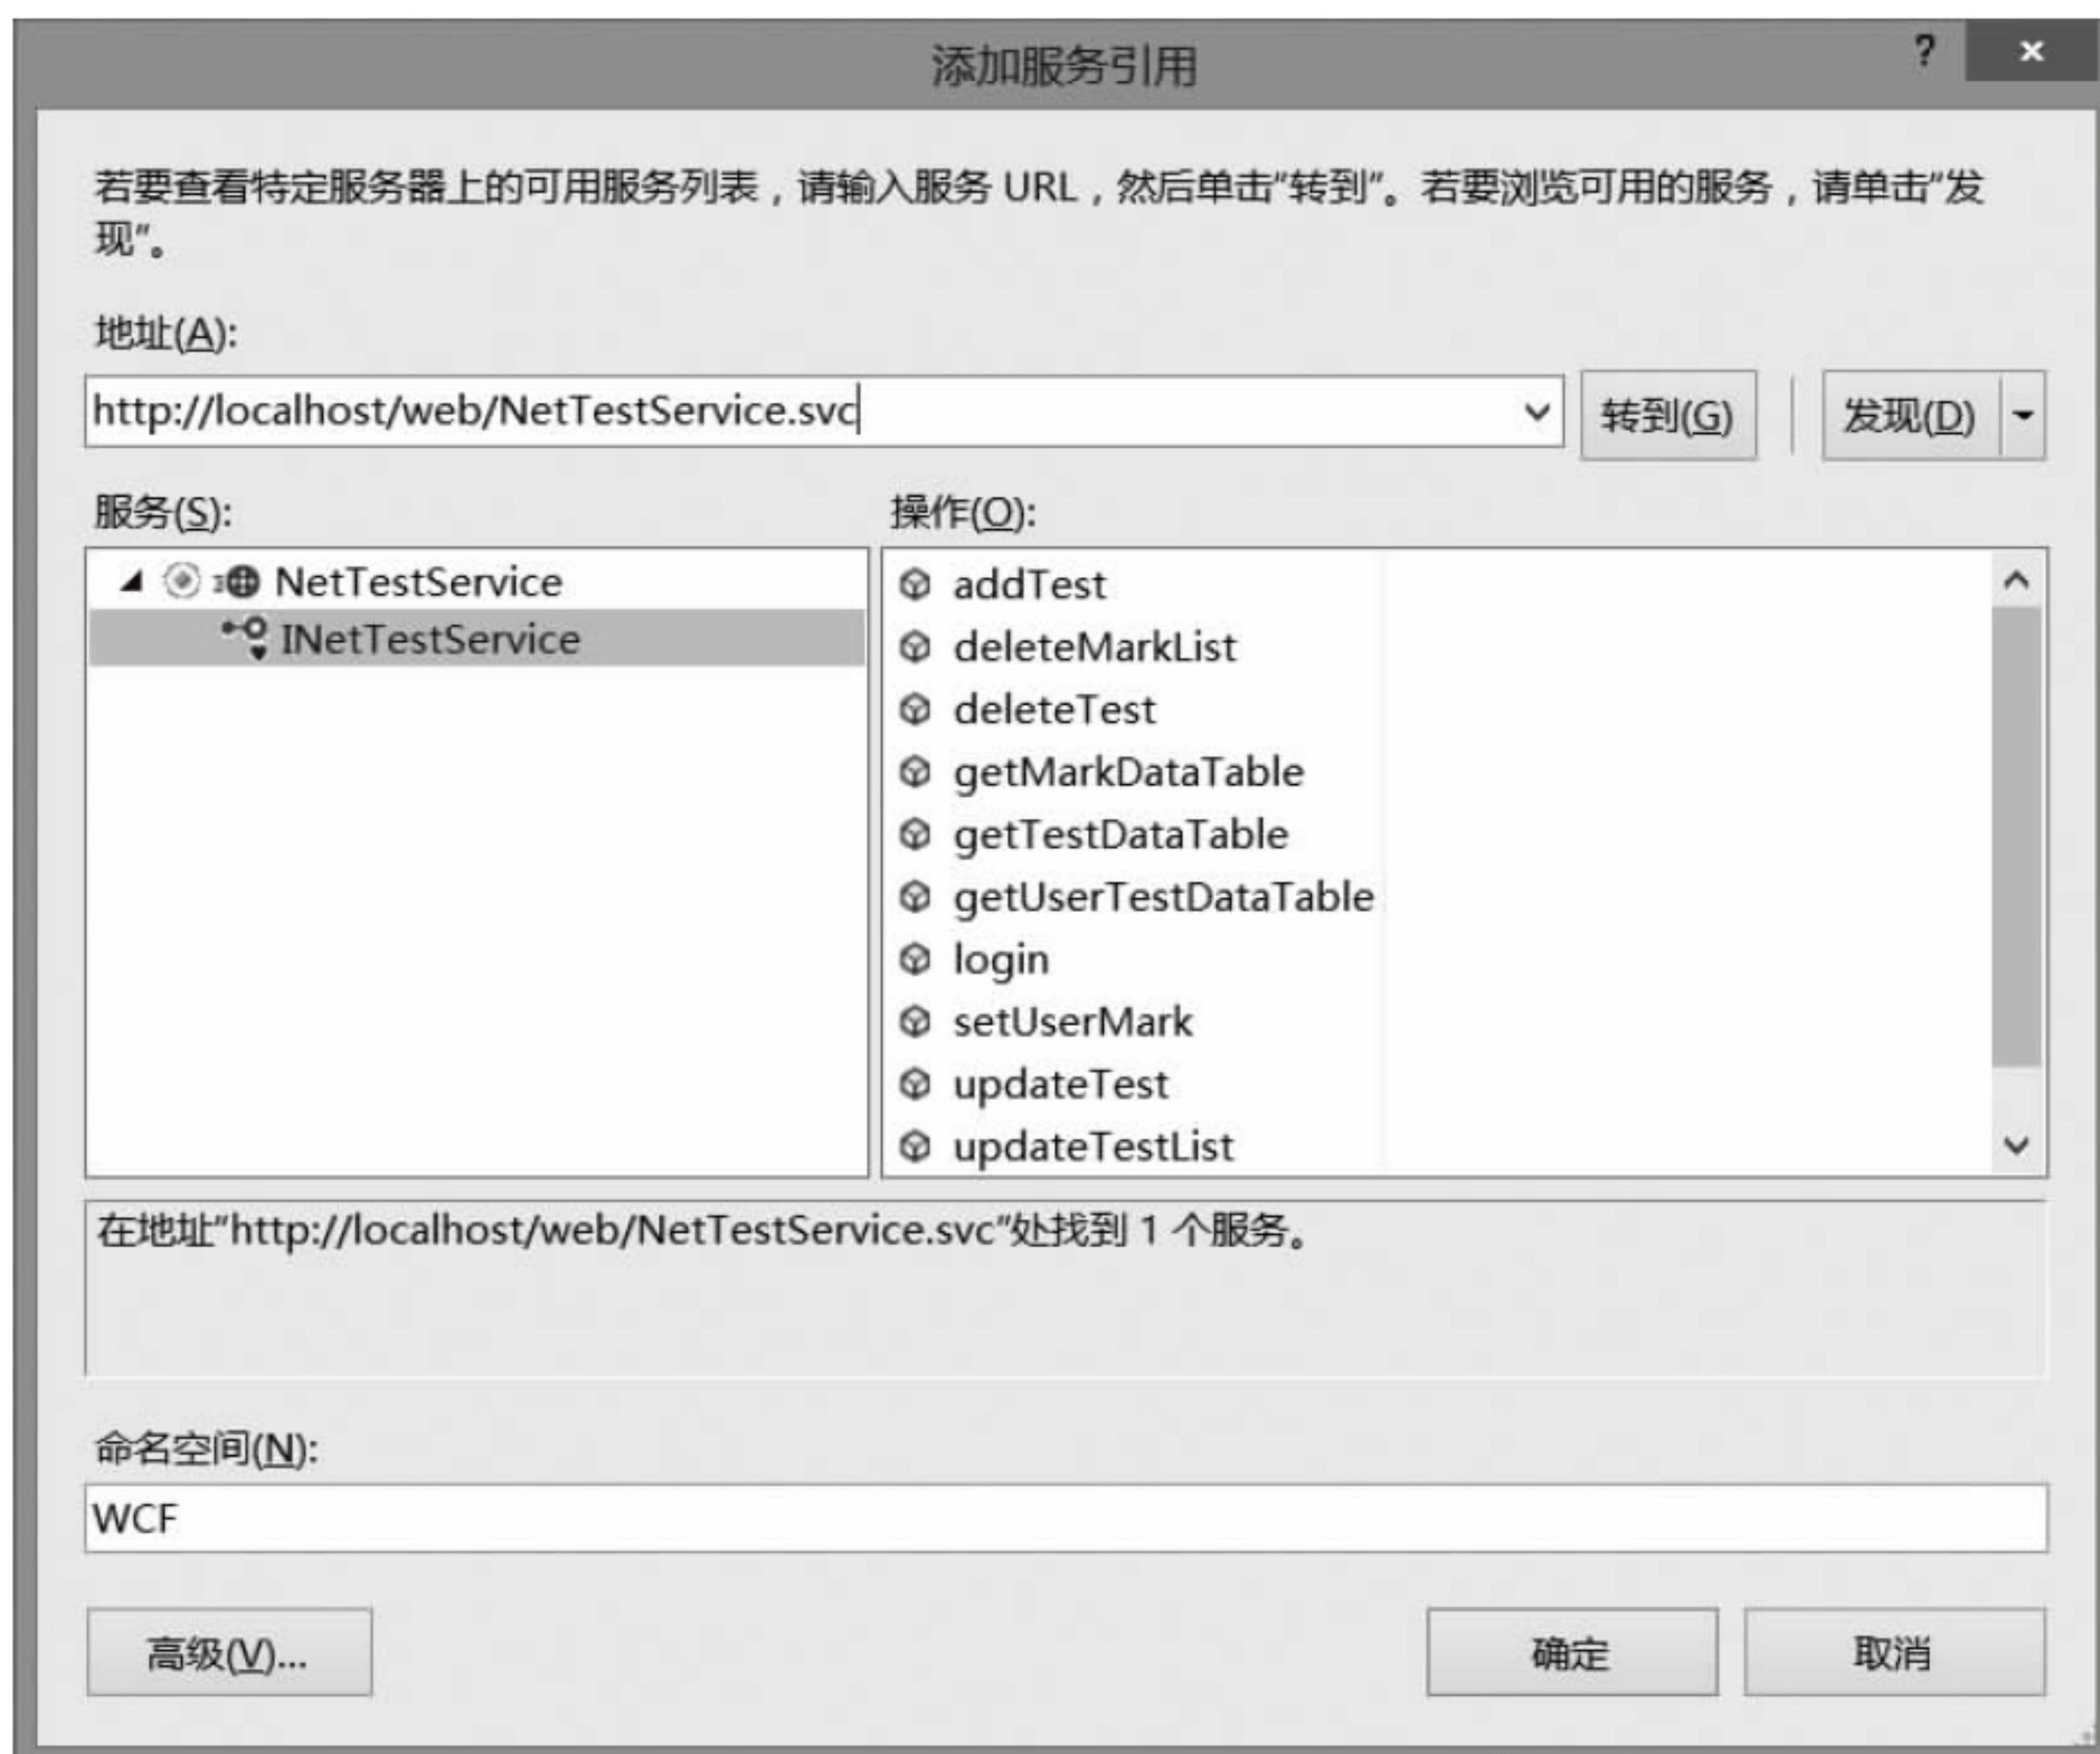 添加服务引用
?
×
若要查看特定服务器上的可用服务列表，请输入服务 URL，然后单击"转到"。若要浏览可用的服务，请单击"发
现"。
地址(A):
http://localhost/web/NetTestService.svc
转到(G)
发现(D)
服务(S):
操作(O):
NetTestService
INetTestService
addTest
deleteMarkList
deleteTest
getMarkDataTable
getTestDataTable
getUserTestDataTable
login
setUserMark
updateTest
updateTestList
在地址"http://localhost/web/NetTestService.svc"处找到 1 个服务。
命名空间(N):
WCF
高级(V)...
确定
取消